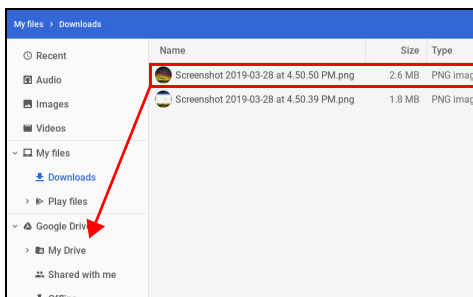 My files > Downloads
Name Size Type
Recent
Screenshot 2019-03-28 at 4.50.50 PM.png 2.6 MB PNG imag
Audio
Screenshot 2019-03-28 at 4.50.39 PM.png 1.8 MB PNG imag
Images
Videos
My files
Downloads
Play files
Google Driv
My Drive
Shared with me